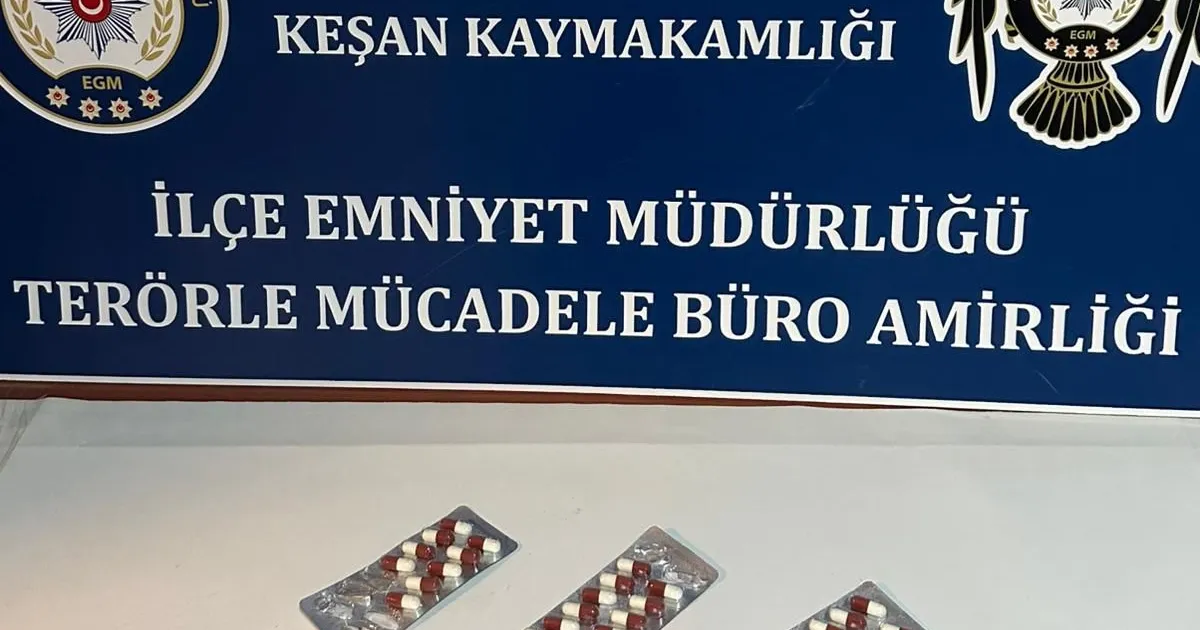 KEŞAN KAYMAKAMLIĞI
EGM
EGM
İLÇE EMNİYET MÜDÜRLÜĞÜ
TERÖRLE MÜCADELE BÜRO AMİRLİĞİ